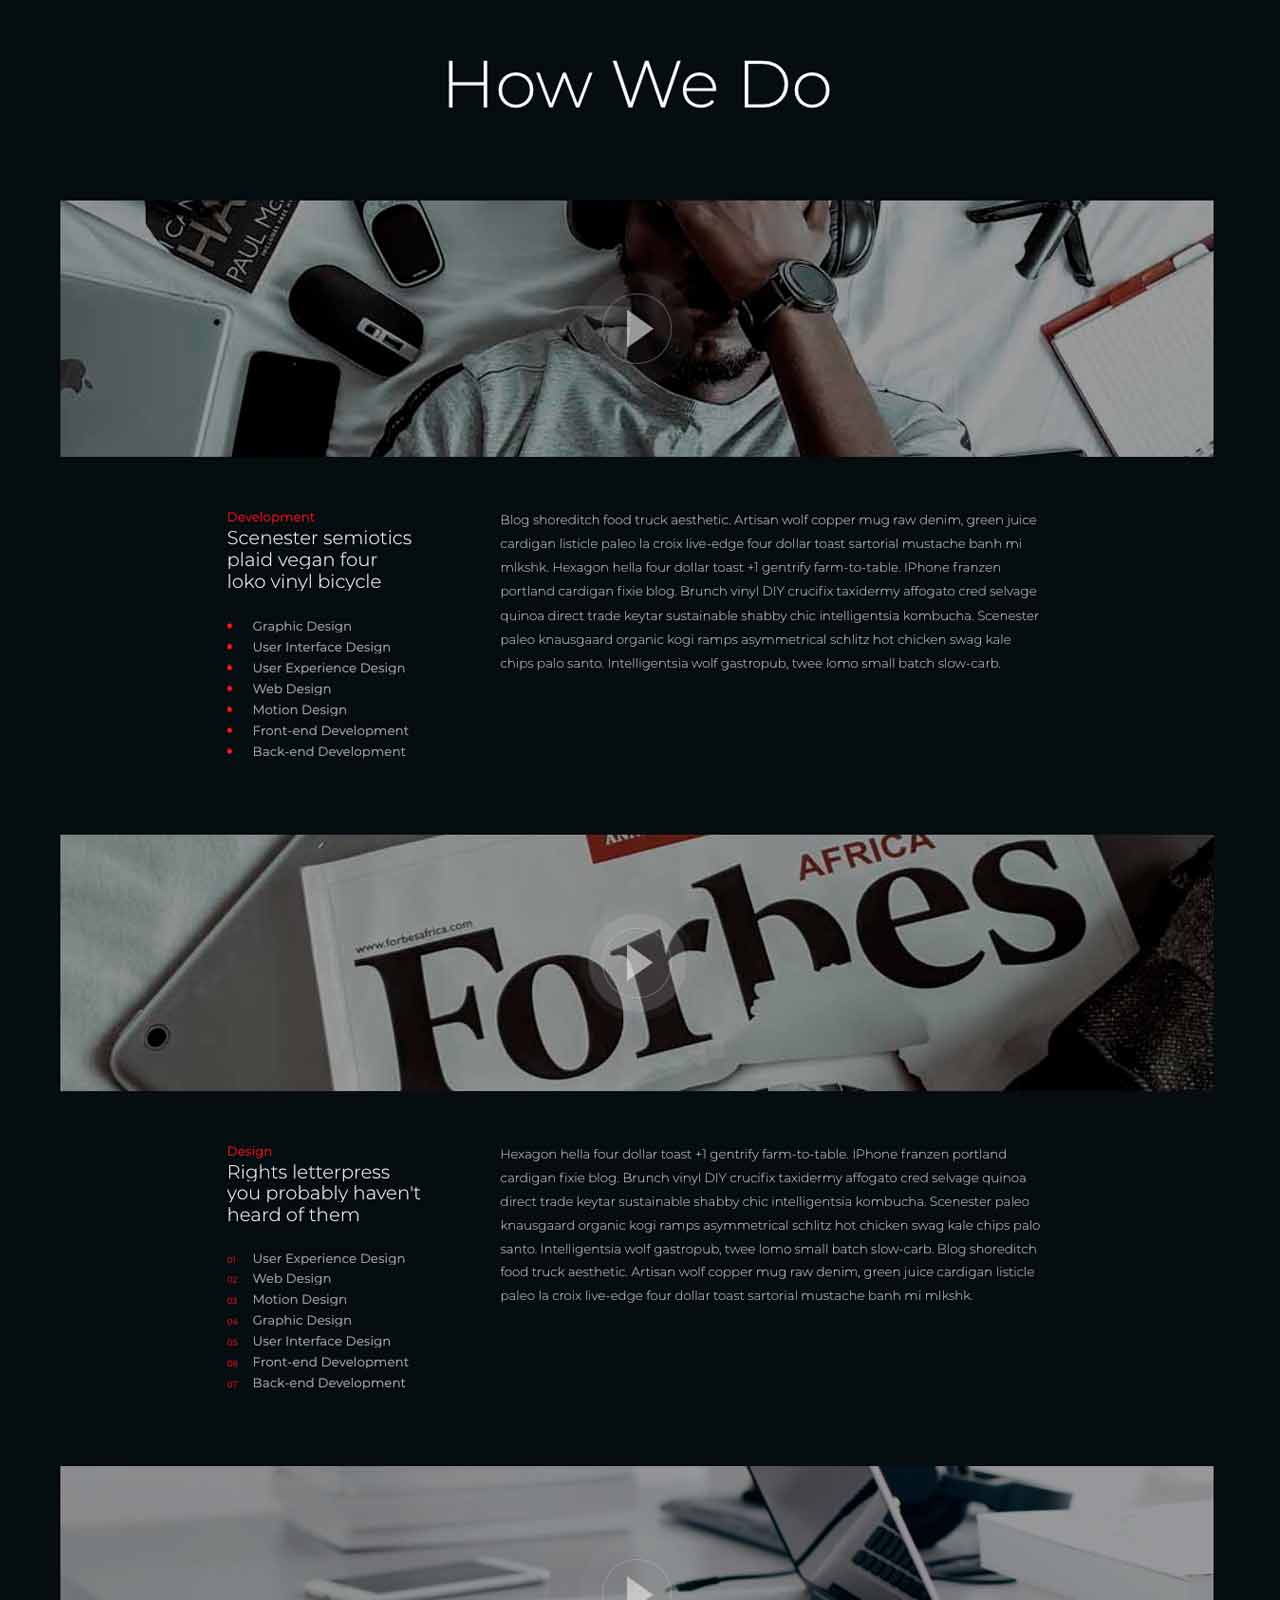 How We Do
PAUL
Development
Scenester semiotics
plaid vegan four
loko vinyl bicycle
Graphic Design
User Interface Design
User Experience Design
Web Design
Motion Design
Front-end Development
Back-end Development
Blog shoreditch food truck aesthetic. Artisan wolf copper mug raw denim, green juice
cardigan listicle paleo la croix live-edge four dollar toast sartorial mustache banh mi
mlkshk. Hexagon hella four dollar toast +1 gentrify farm-to-table. IPhone franzen
portland cardigan fixie blog. Brunch vinyl DIY crucifix taxidermy affogato cred selvage
quinoa direct trade keytar sustainable shabby chic intelligentsia kombucha. Scenester
paleo knausgaard organic kogi ramps asymmetrical schlitz hot chicken swag kale
chips palo santo. Intelligentsia wolf gastropub, twee lomo small batch slow-carb.
AFRICA
www.forbesafrica.com
Forbes
Design
Rights letterpress
you probably haven't
heard of them
01 User Experience Design
02 Web Design
03 Motion Design
04 Graphic Design
05 User Interface Design
06 Front-end Development
07 Back-end Development
Hexagon hella four dollar toast +1 gentrify farm-to-table. IPhone franzen portland
cardigan fixie blog. Brunch vinyl DIY crucifix taxidermy affogato cred selvage quinoa
direct trade keytar sustainable shabby chic intelligentsia kombucha. Scenester paleo
knausgaard organic kogi ramps asymmetrical schlitz hot chicken swag kale chips palo
santo. Intelligentsia wolf gastropub, twee lomo small batch slow-carb. Blog shoreditch
food truck aesthetic. Artisan wolf copper mug raw denim, green juice cardigan listicle
paleo la croix live-edge four dollar toast sartorial mustache banh mi mlkshk.